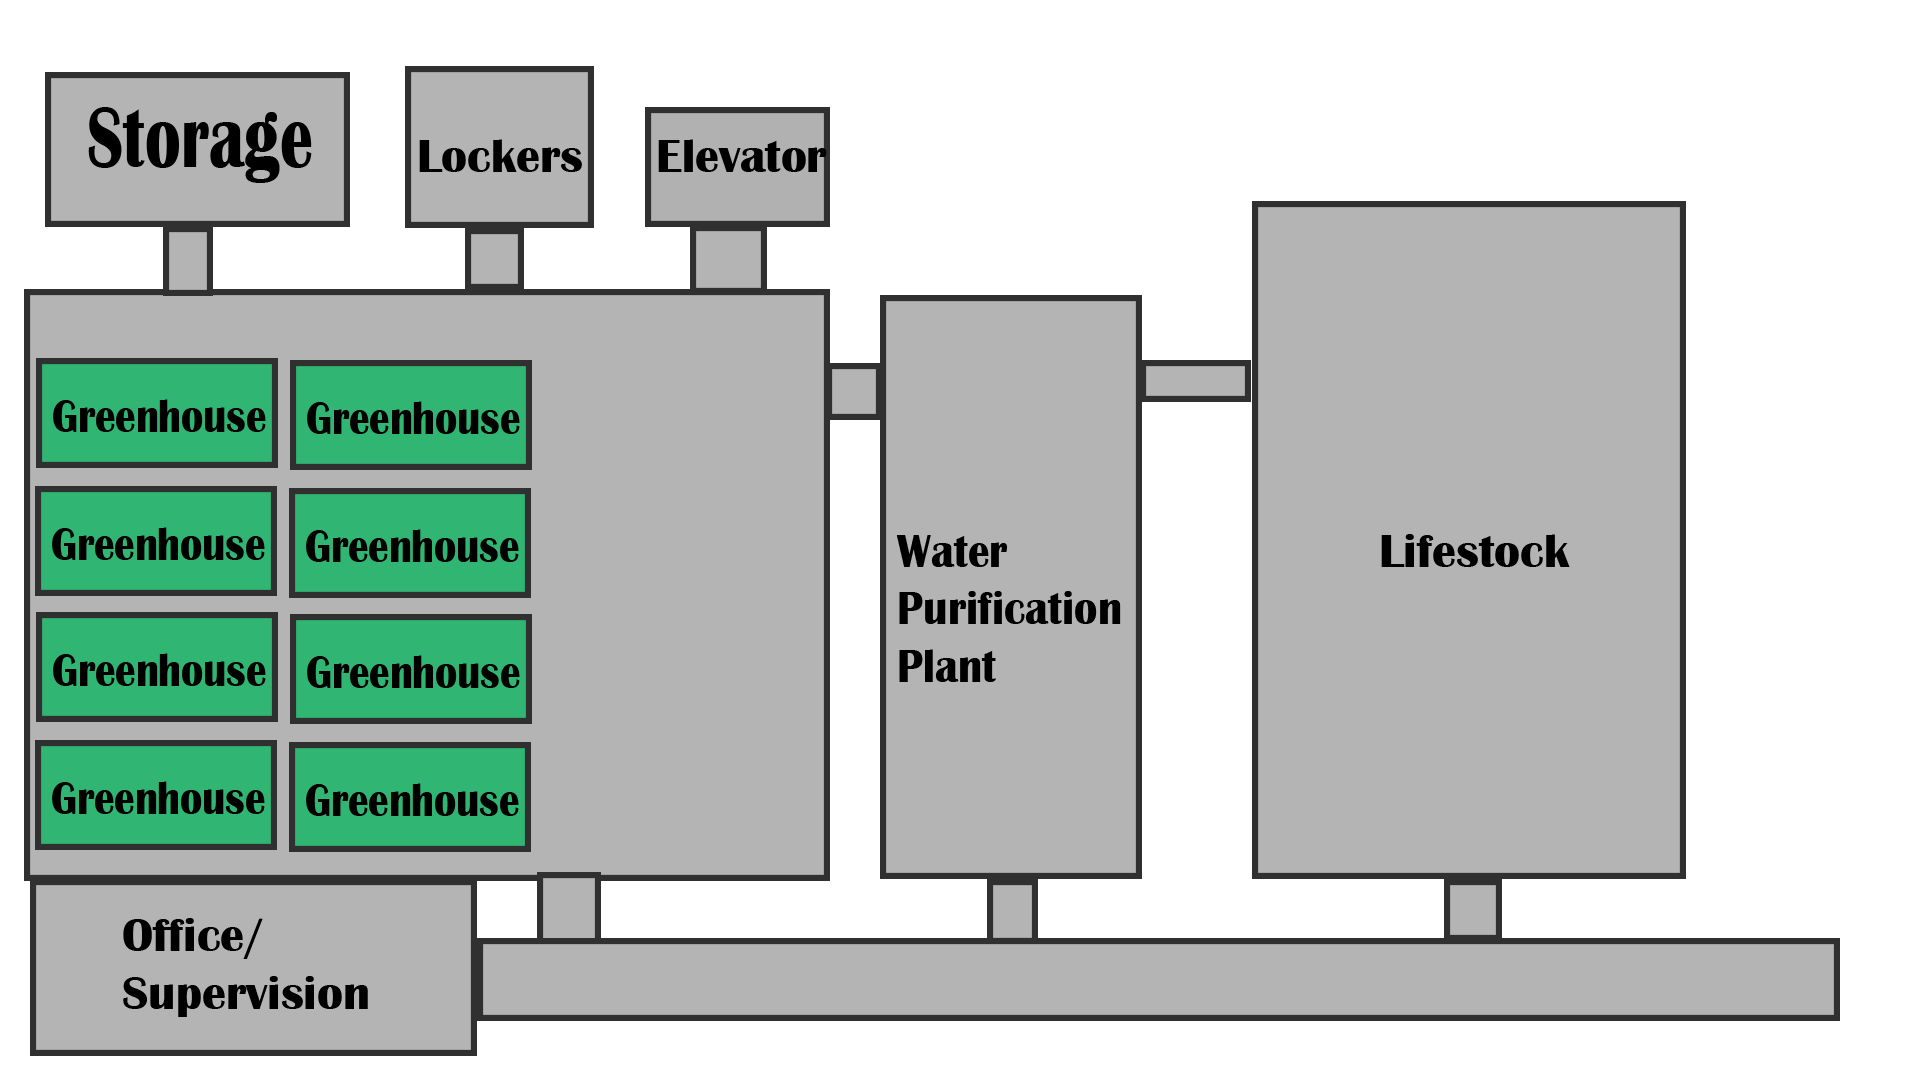 Storage
Lockers
Elevator
Greenhouse
Greenhouse
Greenhouse
Greenhouse
Greenhouse
Greenhouse
Greenhouse
Greenhouse
Water
Purification
Plant
Lifestock
Office/
Supervision